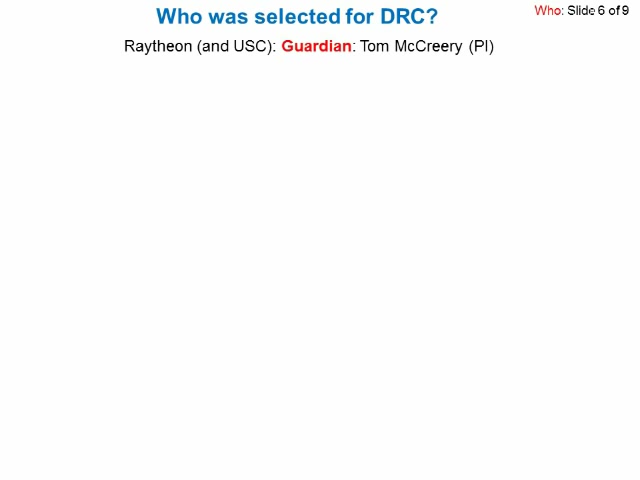 Who was selected for DRC?
Who: Slide 6 of 9
Raytheon (and USC): Guardian: Tom McCreery (PI)